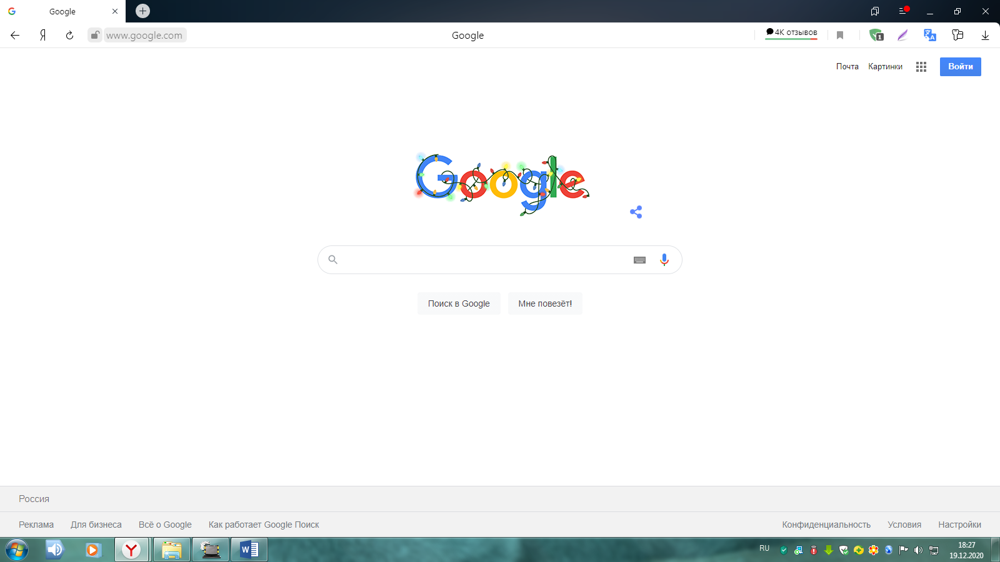 Google
www.google.com
Google
4K отзывов
1
Почта
Картинки
Войти
Google
Поиск в Google
Мне повезёт!
Россия
Реклама
Для бизнеса
Всё о Google
Как работает Google Поиск
Конфиденциальность
Условия
Настройки
RU
18:27
19.12.2020